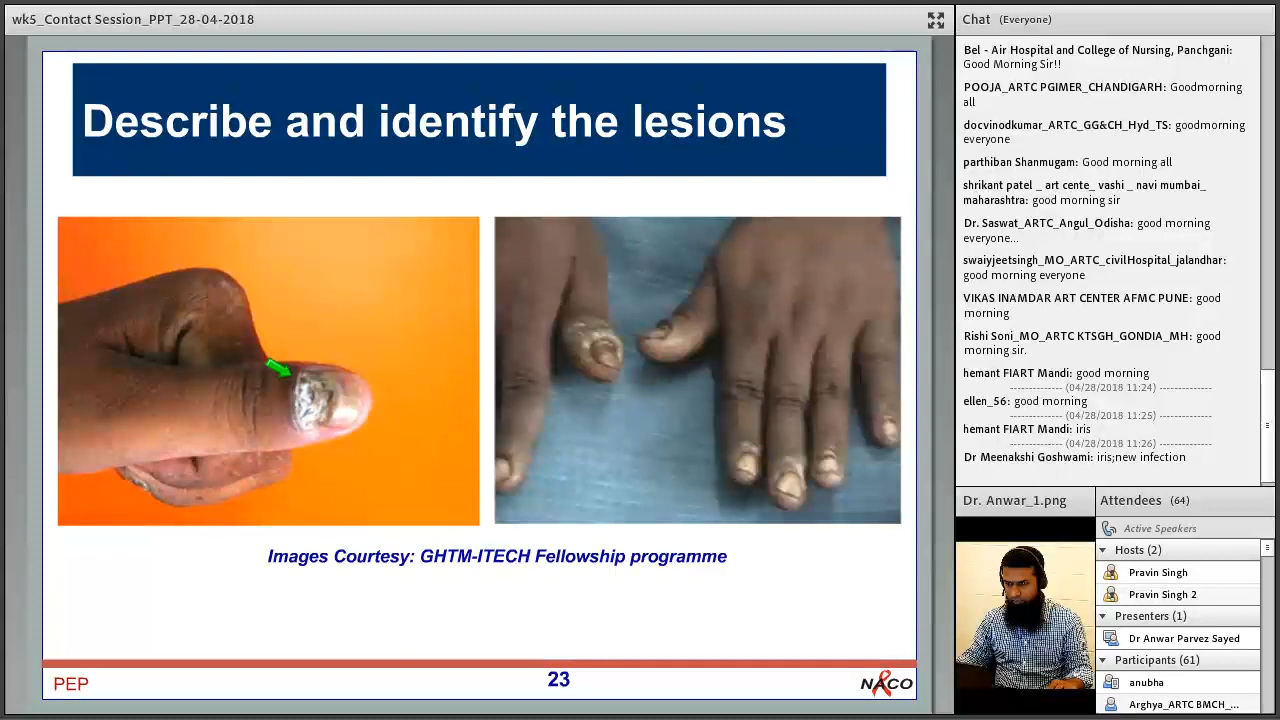 wk5_Contact Session_PPT_28-04-2018
Describe and identify the lesions
Images Courtesy: GHTM-ITECH Fellowship programme
PEP
23
NACO
Chat (Everyone)
Bel - Air Hospital and College of Nursing, Panchgani:
Good Morning Sir!!
POOJA_ARTC PGIMER_CHANDIGARH: Goodmorning
all
docvinodkumar_ARTC_GG&CH_Hyd_TS: goodmorning
everyone
parthiban Shanmugam: Good morning all
shrikant patel _ art cente_ vashi _ navi mumbai_
maharashtra: good morning sir
Dr. Saswat_ARTC_Angul_Odisha: good morning
everyone...
swaiyjeetsingh_MO_ARTC_civilHospital_jalandhar:
good morning everyone
VIKAS INAMDAR ART CENTER AFMC PUNE: good
morning
Rishi Soni_MO_ARTC KTSGH_GONDIA_MH: good
morning sir.
hemant FIART Mandi: good morning
------------- (04/28/2018 11:24) -------------
ellen_56: good morning
------------- (04/28/2018 11:25) -------------
hemant FIART Mandi: iris
------------- (04/28/2018 11:26) -------------
Dr Meenakshi Goshwami: iris;new infection
Dr. Anwar_1.png
Attendees (64)
Active Speakers
Hosts (2)
Pravin Singh
Pravin Singh 2
Presenters (1)
Dr Anwar Parvez Sayed
Participants (61)
anubha
Arghya_ARTC BMCH_...